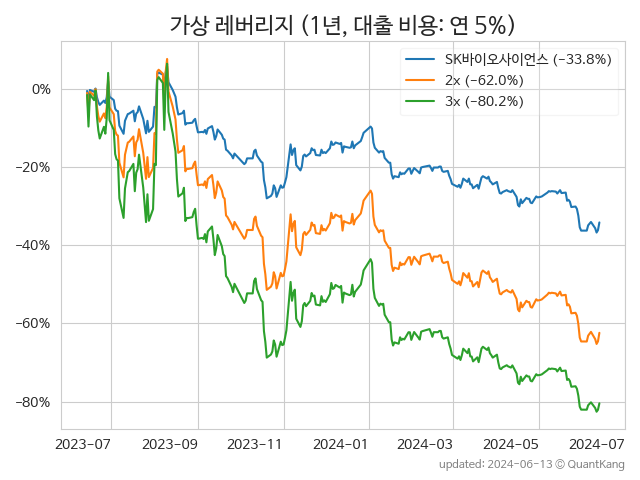 가상 레버리지 (1년, 대출 비용: 연 5%)
SK바이오사이언스 (−33.8%)
2x (−62.0%)
3x (−80.2%)
0%
−20%
−40%
−60%
−80%
2023-07 2023-09 2023-11 2024-01 2024-03 2024-05 2024-07
updated: 2024-06-13 © QuantKang